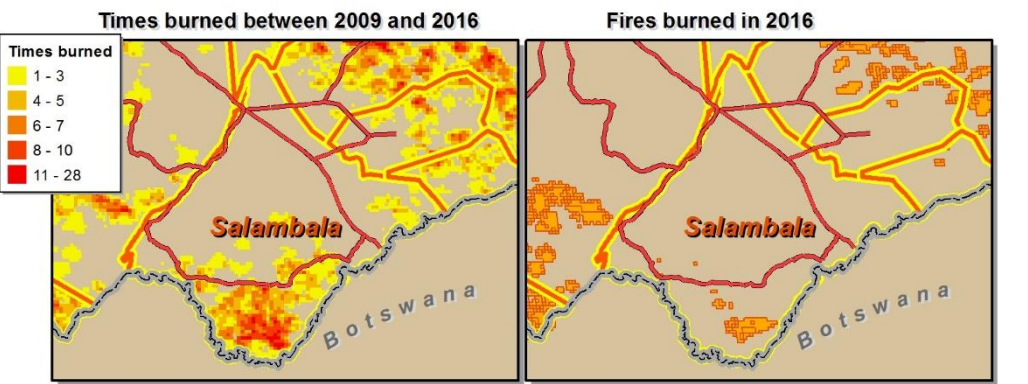 Times burned between 2009 and 2016
Fires burned in 2016
Times burned
1 - 3
4 - 5
6 - 7
8 - 10
11 - 28
Salambala
Botswana
Salambala
Botswana